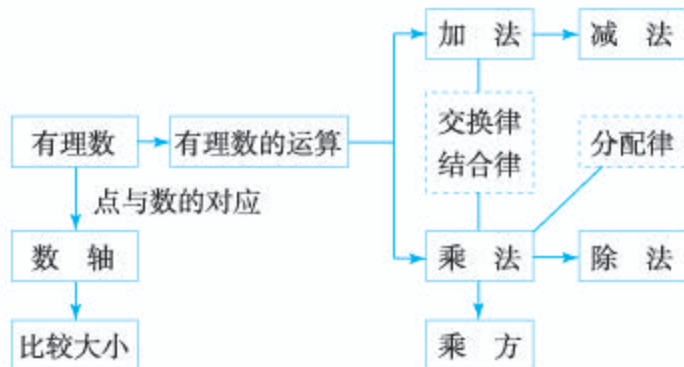 加 法
减 法
交换律
结合律
分配律
有理数
有理数的运算
点与数的对应
数 轴
乘 法
除 法
比较大小
乘 方